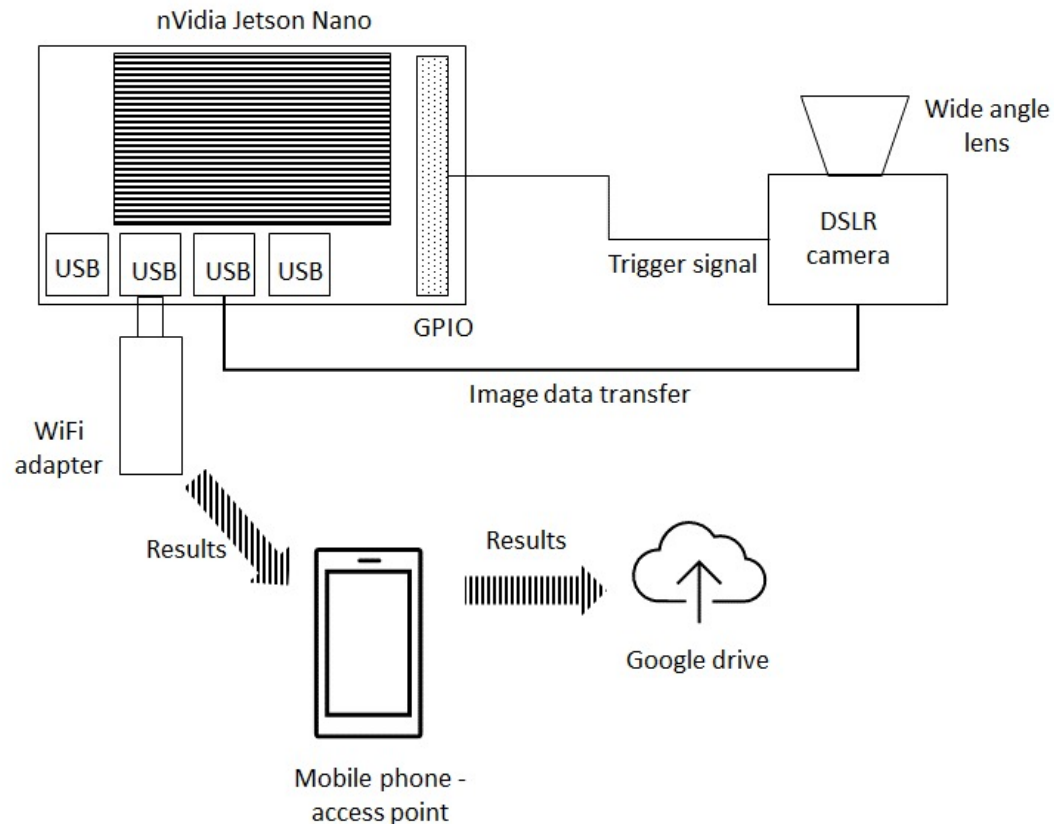 nVidia Jetson Nano
Wide angle
lens
DSLR
camera
USB
USB
USB
USB
Trigger signal
GPIO
Image data transfer
WiFi
adapter
Results
Results
Google drive
Mobile phone -
access point